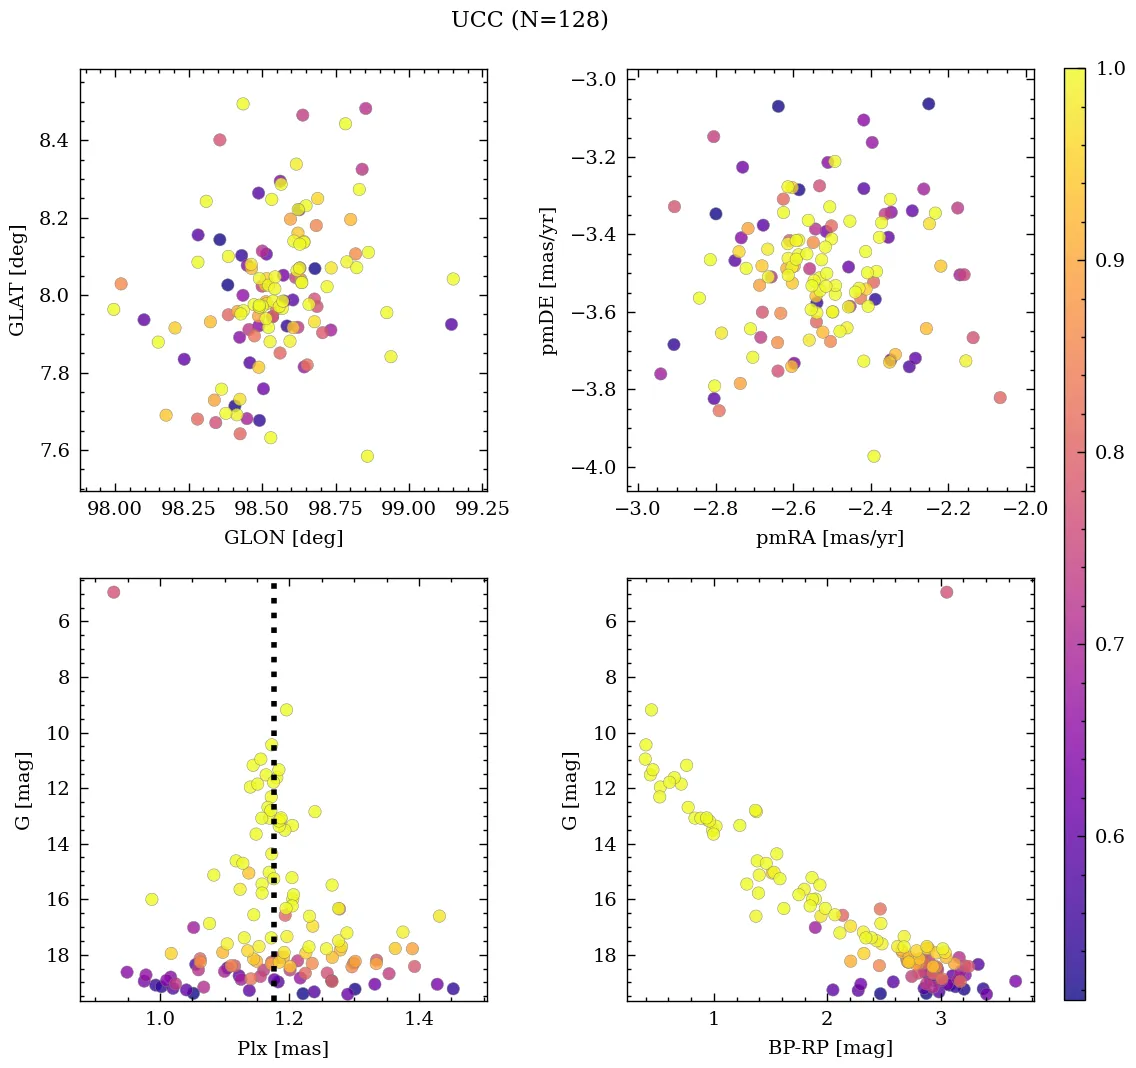 UCC (N=128)
8.4
8.2
8.0
7.8
7.6
GLAT [deg]
98.00 98.25 98.50 98.75 99.00 99.25
GLON [deg]
−3.0
−3.2
−3.4
−3.6
−3.8
−4.0
pmDE [mas/yr]
−3.0 −2.8 −2.6 −2.4 −2.2 −2.0
pmRA [mas/yr]
1.0
0.9
0.8
0.7
0.6
6
8
10
12
14
16
18
G [mag]
1.0 1.2 1.4
Plx [mas]
6
8
10
12
14
16
18
G [mag]
1 2 3
BP-RP [mag]